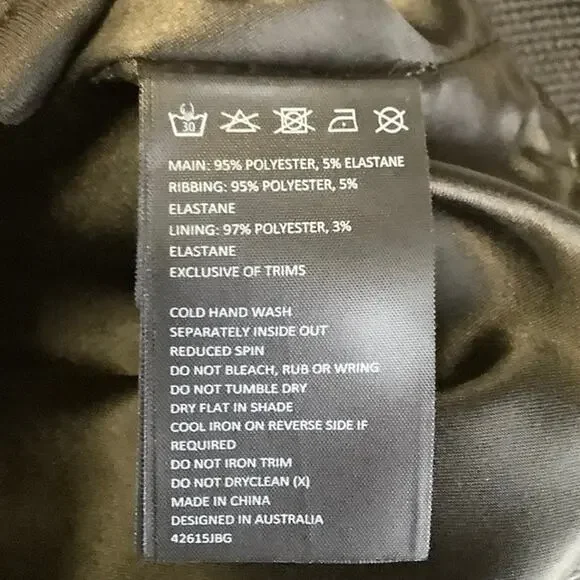 30
MAIN: 95% POLYESTER, 5% ELASTANE
RIBBING: 95% POLYESTER, 5%
ELASTANE
LINING: 97% POLYESTER, 3%
ELASTANE
EXCLUSIVE OF TRIMS
COLD HAND WASH
SEPARATELY INSIDE OUT
REDUCED SPIN
DO NOT BLEACH, RUB OR WRING
DO NOT TUMBLE DRY
DRY FLAT IN SHADE
COOL IRON ON REVERSE SIDE IF
REQUIRED
DO NOT IRON TRIM
DO NOT DRYCLEAN (X)
MADE IN CHINA
DESIGNED IN AUSTRALIA
42615JBG